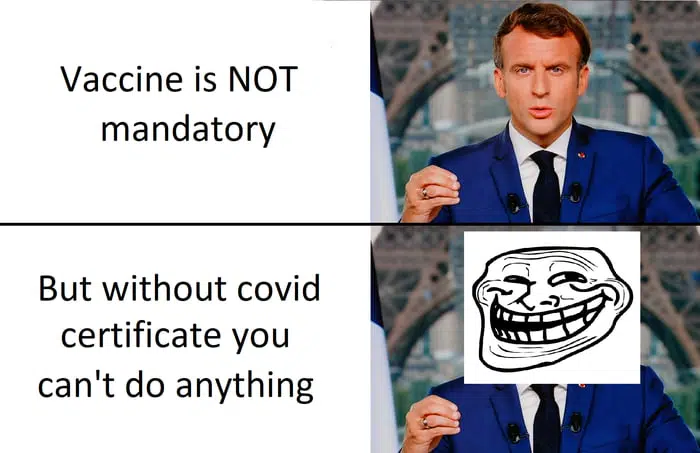 Vaccine is NOT
mandatory
But without covid
certificate you
can't do anything